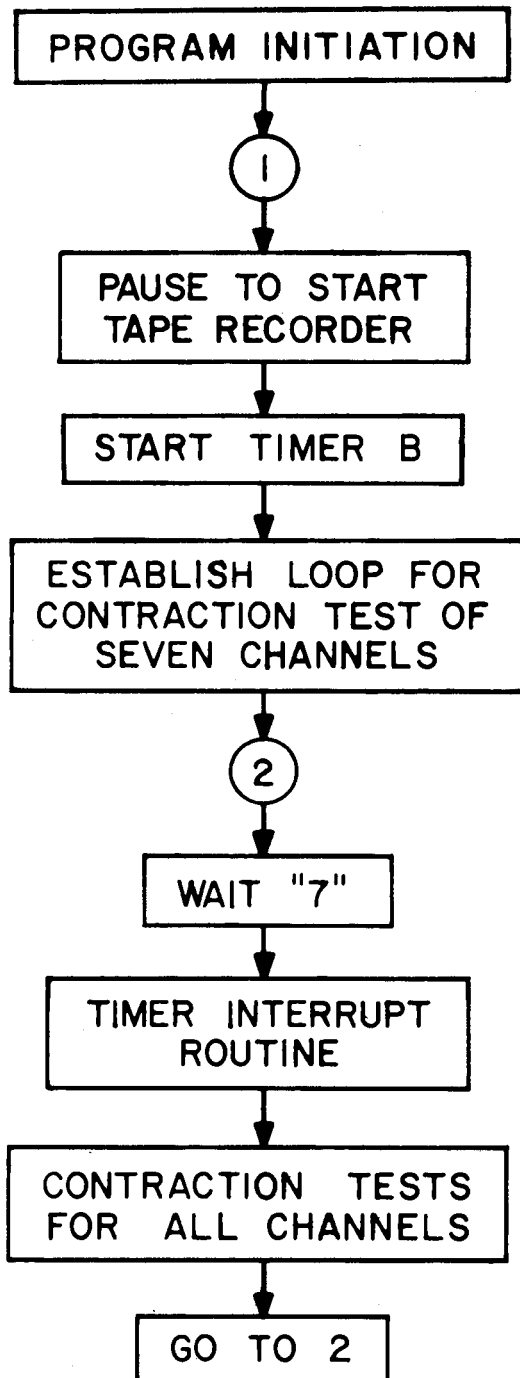 PROGRAM INITIATION
1
PAUSE TO START
TAPE RECORDER
START TIMER B
ESTABLISH LOOP FOR
CONTRACTION TEST OF
SEVEN CHANNELS
2
WAIT "7"
TIMER INTERRUPT
ROUTINE
CONTRACTION TESTS
FOR ALL CHANNELS
GO TO 2